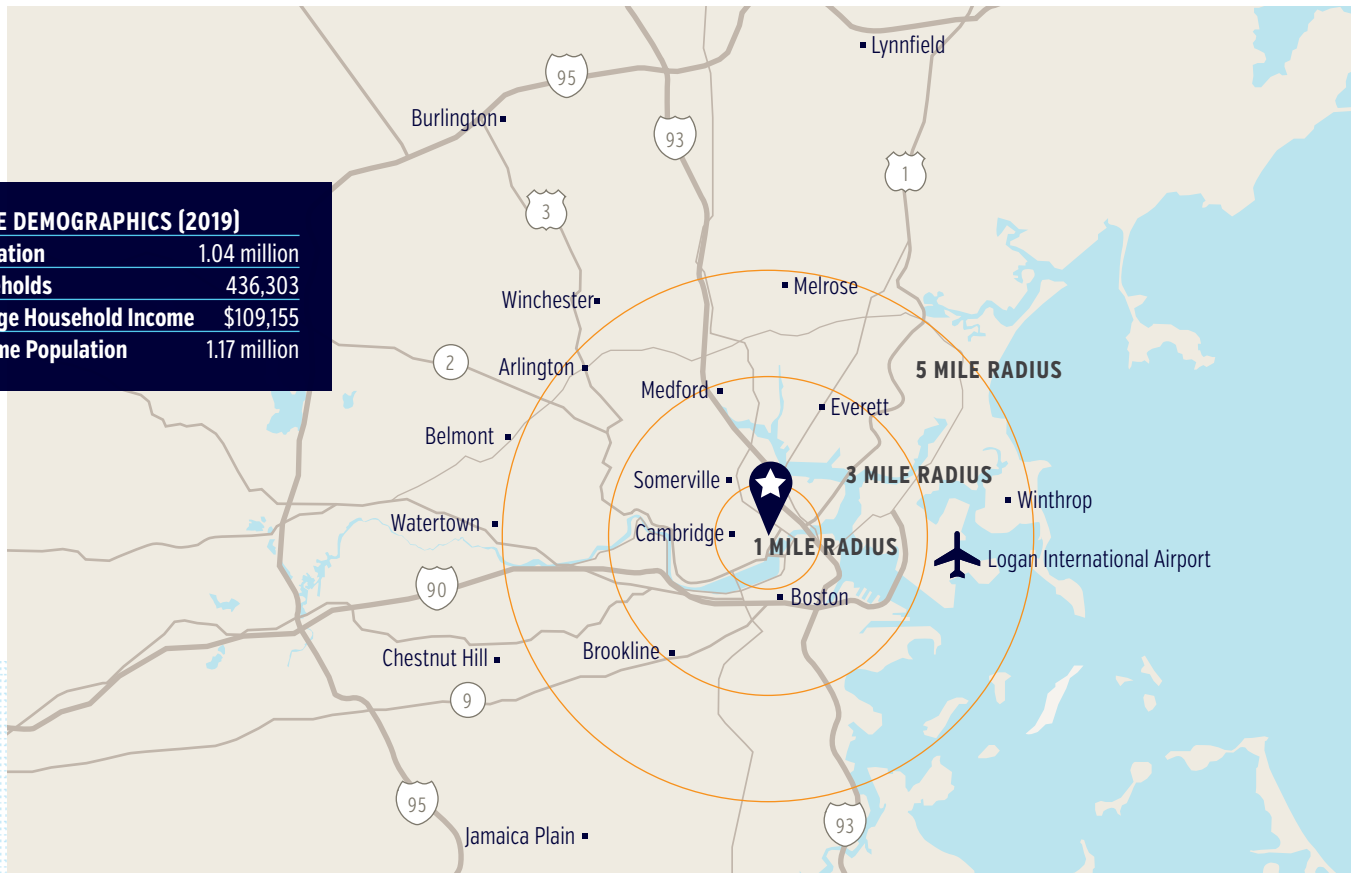 Lynnfield
95
Burlington
93
1
E DEMOGRAPHICS (2019)
ation 1.04 million
eholds 436,303
ge Household Income $109,155
me Population 1.17 million
3
Melrose
Winchester
2
Arlington
5 MILE RADIUS
Medford
Everett
Belmont
Somerville
3 MILE RADIUS
Winthrop
Watertown
Cambridge
1 MILE RADIUS
Logan International Airport
90
Boston
Chestnut Hill
Brookline
9
95
93
Jamaica Plain